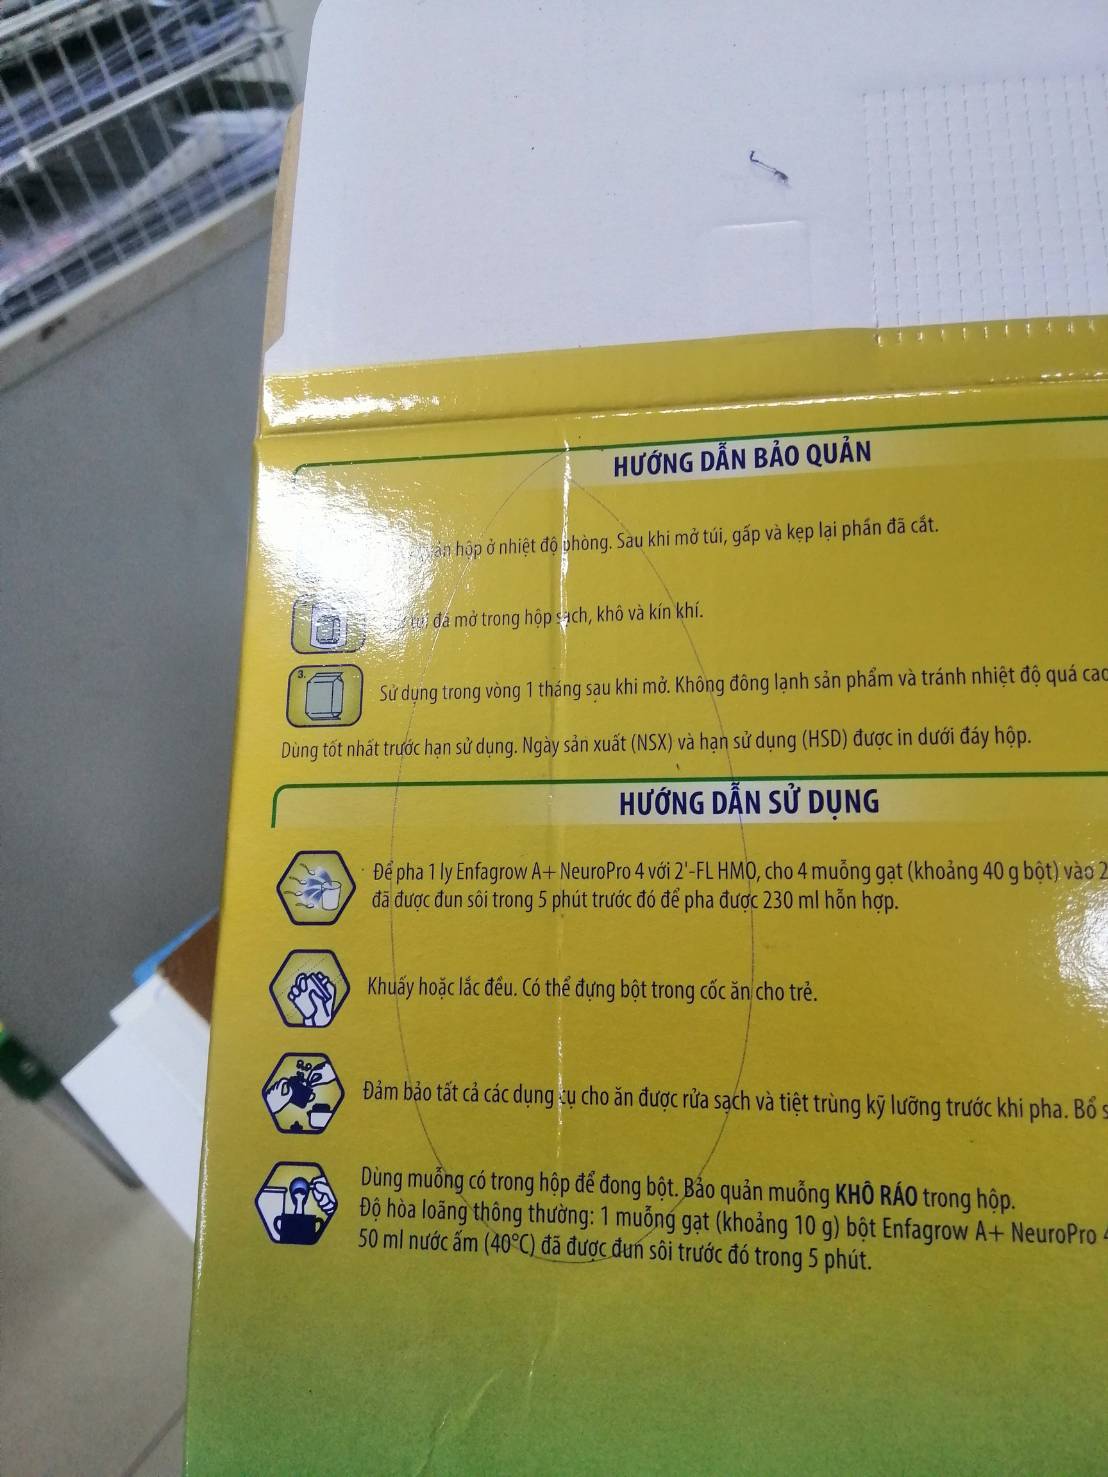 HƯỚNG DẪN BẢO QUẢN
hộp ở nhiệt độ phòng. Sau khi mở túi, gấp và kẹp lại phần đã cắt.
túi đã mở trong hộp sạch, khô và kín khí.
3.
Sử dụng trong vòng 1 tháng sau khi mở. Không đông lạnh sản phẩm và tránh nhiệt độ quá cao
Dùng tốt nhất trước hạn sử dụng. Ngày sản xuất (NSX) và hạn sử dụng (HSD) được in dưới đáy hộp.
HƯỚNG DẪN SỬ DỤNG
Để pha 1 ly Enfagrow A+ NeuroPro 4 với 2'-FL HMO, cho 4 muỗng gạt (khoảng 40 g bột) vào 2
đã được đun sôi trong 5 phút trước đó để pha được 230 ml hỗn hợp.
Khuấy hoặc lắc đều. Có thể đựng bột trong cốc ăn cho trẻ.
Đảm bảo tất cả các dụng cụ cho ăn được rửa sạch và tiệt trùng kỹ lưỡng trước khi pha. Bổ
Dùng muỗng có trong hộp để đong bột. Bảo quản muỗng KHÔ RÁO trong hộp.
Độ hòa loãng thông thường: 1 muỗng gạt (khoảng 10 g) bột Enfagrow A+ NeuroPro 4
50 ml nước ấm (40°C) đã được đun sôi trước đó trong 5 phút.